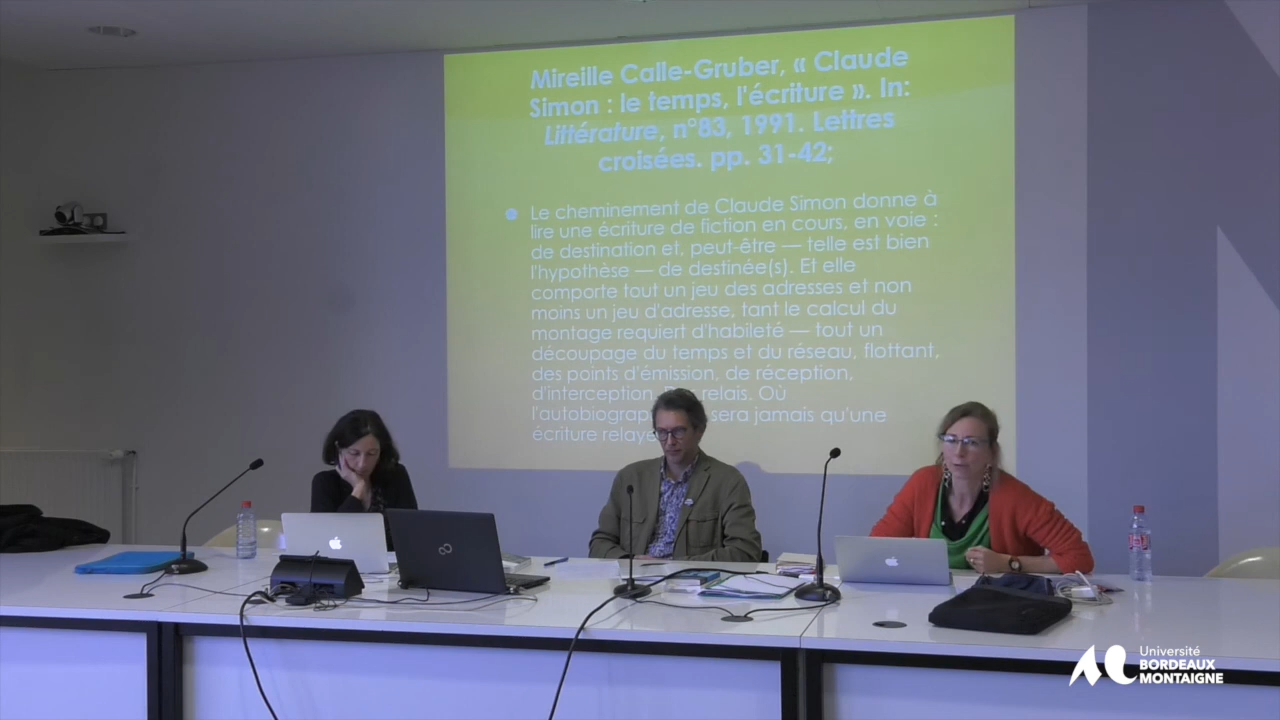 Mireille Calle-Gruber, « Claude
Simon : le temps, l'écriture ». In:
Littérature, n°83, 1991. Lettres
croisées. pp. 31-42;
Le cheminement de Claude Simon donne à
lire une écriture de fiction en cours, en voie :
de destination et, peut-être — telle est bien
l'hypothèse — de destinée(s). Et elle
comporte tout un jeu des adresses et non
moins un jeu d'adresse, tant le calcul du
montage requiert d'habileté — tout un
découpage du temps et du réseau, flottant,
des points d'émission, de réception,
d'interception. relais. Où
sera jamais qu'une
écriture
Université
BORDEAUX
MONTAIGNE